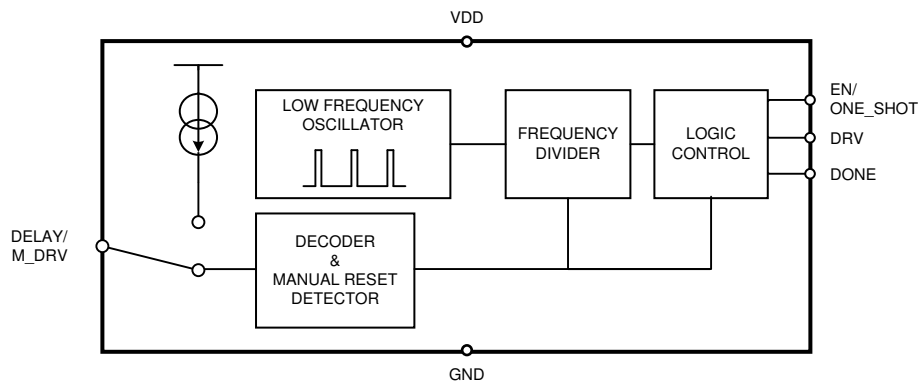 VDD
EN/
ONE_SHOT
LOW FREQUENCY
OSCILLATOR
FREQUENCY
DIVIDER
LOGIC
CONTROL
DRV
DONE
DELAY/
M_DRV
DECODER
&
MANUAL RESET
DETECTOR
GND